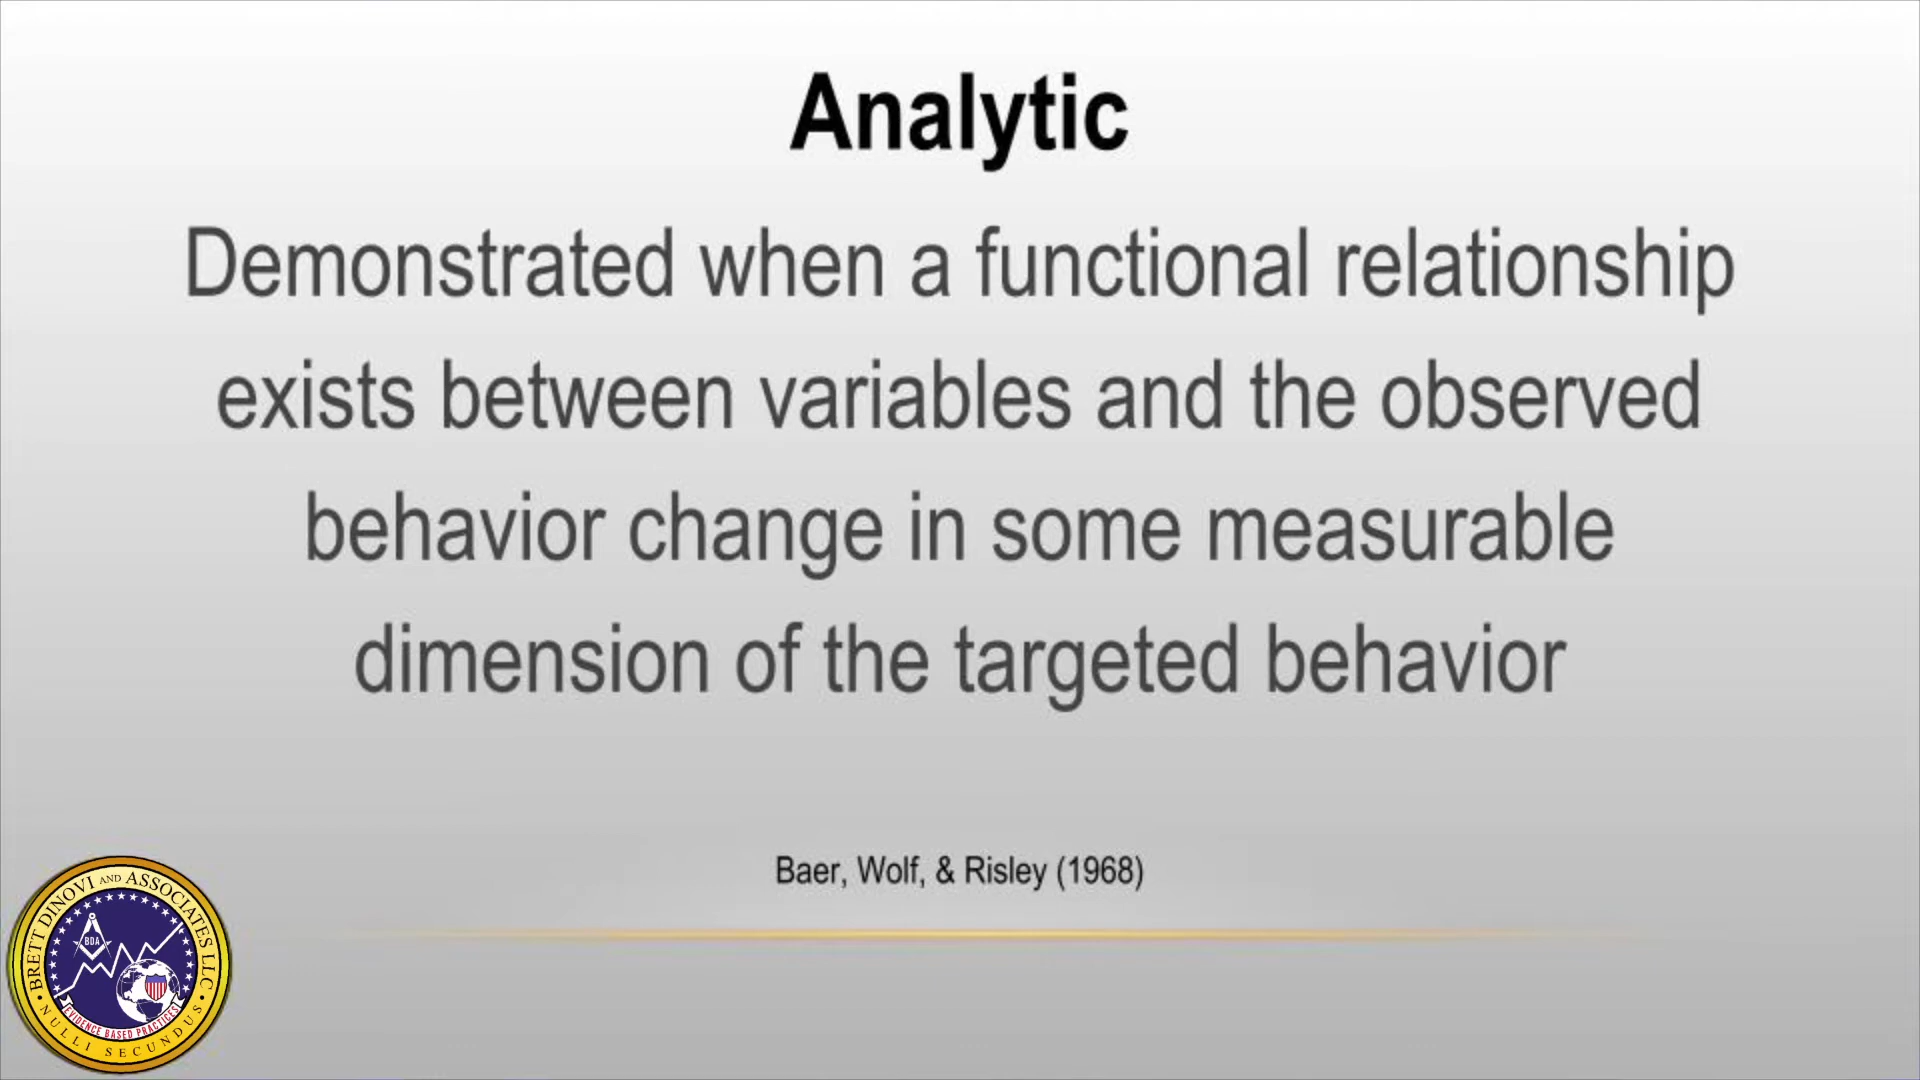 Analytic
Demonstrated when a functional relationship
exists between variables and the observed
behavior change in some measurable
dimension of the targeted behavior
Baer, Wolf, & Risley (1968)
BRETT DINOVI AND ASSOCIATES LLC
BDA
EVIDENCE BASED PRACTICES
NULLI SECUNDUS